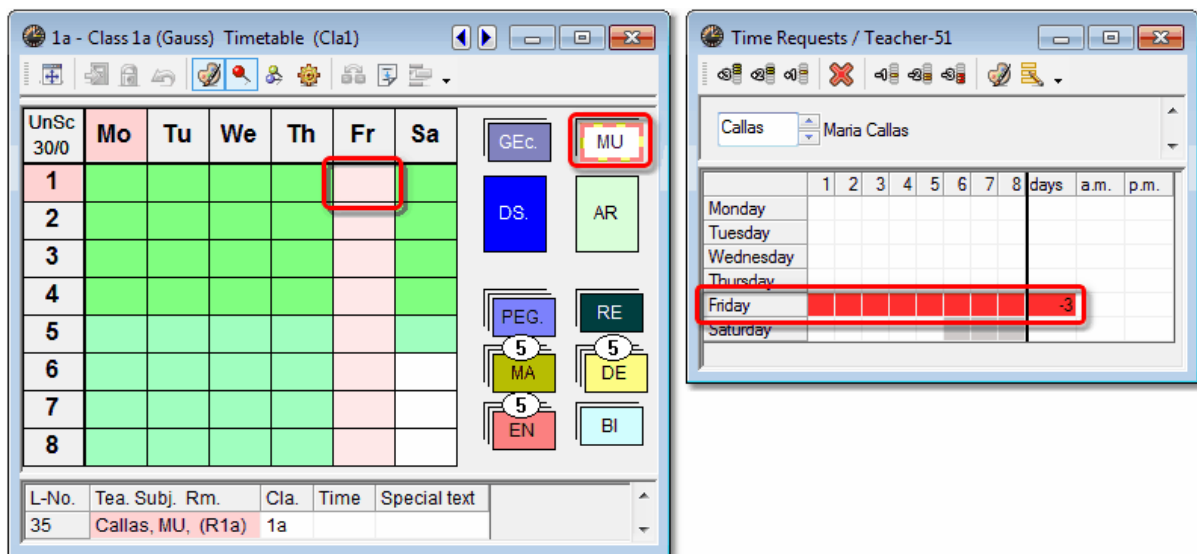 1a - Class 1a (Gauss) Timetable (Cla1)
UnSc 30/0 Mo Tu We Th Fr Sa
1
2
3
4
5
6
7
8
GEc. MU
DS. AR
PEG. RE
5 5
MA DE
5
EN BI
L-No. Tea. Subj. Rm. Cla. Time Special text
35 Callas, MU, (R1a) 1a
Time Requests / Teacher-51
Callas Maria Callas
1 2 3 4 5 6 7 8 days a.m. p.m.
Monday
Tuesday
Wednesday
Thursday
Friday -3
Saturday